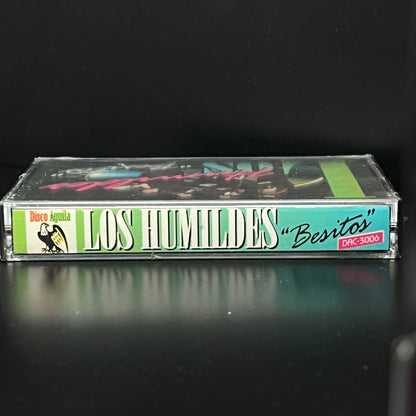 Disco Aguila
LOS HUMILDES
"Besitos"
DAC-3006